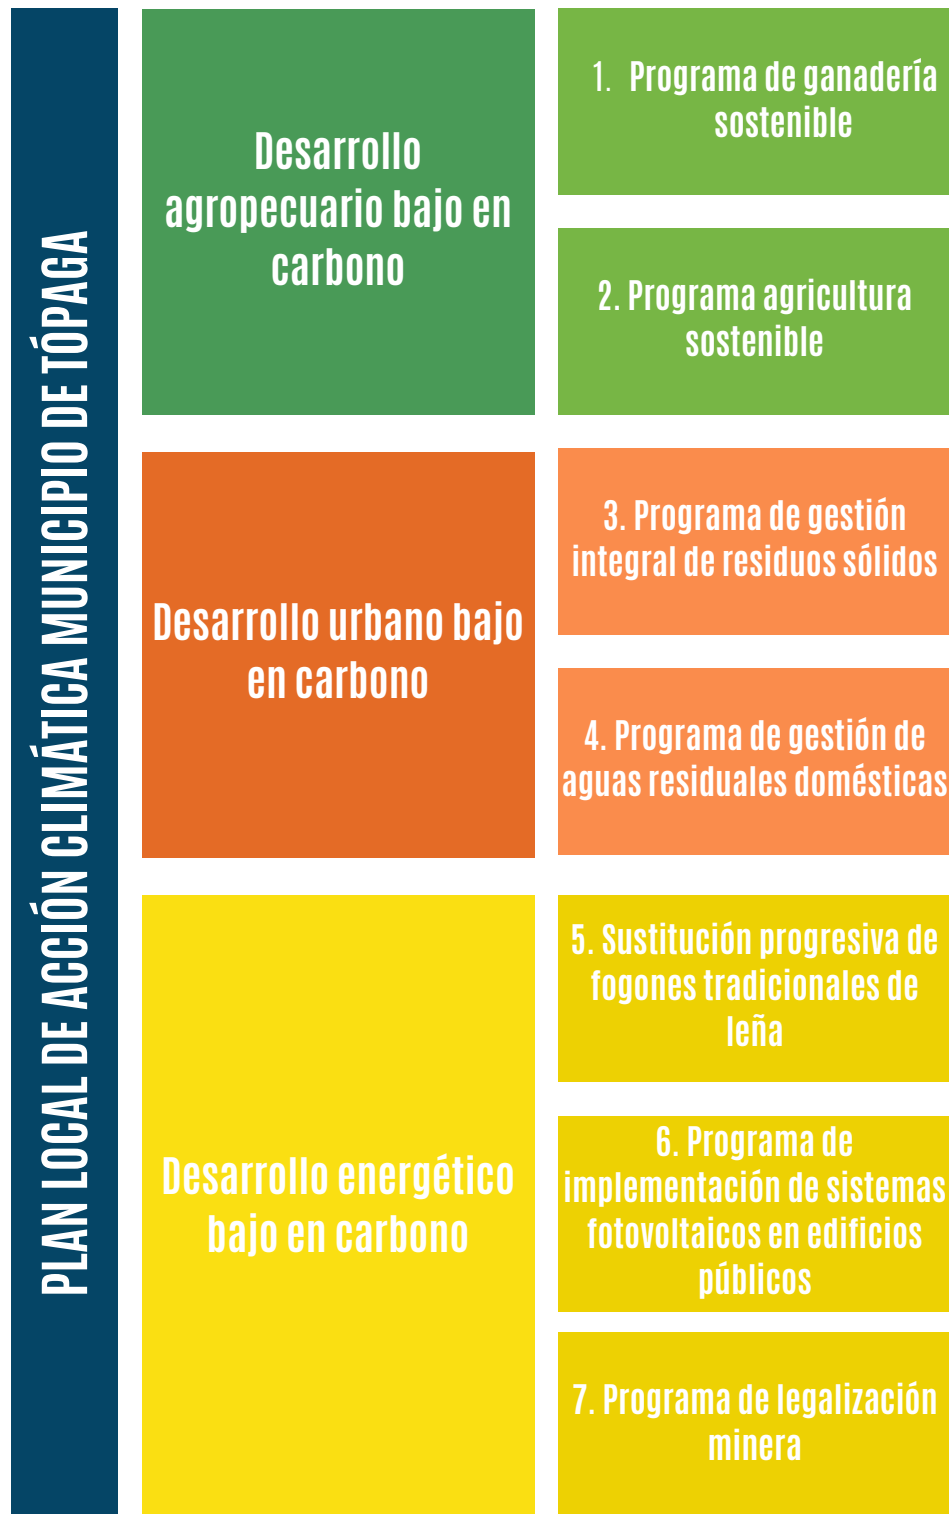 PLAN LOCAL DE ACCIÓN CLIMÁTICA MUNICIPIO DE TÓPAGA
Desarrollo
agropecuario bajo en
carbono
1. Programa de ganadería
sostenible
2. Programa agricultura
sostenible
Desarrollo urbano bajo
en carbono
3. Programa de gestión
integral de residuos sólidos
4. Programa de gestión de
aguas residuales domésticas
Desarrollo energético
bajo en carbono
5. Sustitución progresiva de
fogones tradicionales de
leña
6. Programa de
implementación de sistemas
fotovoltaicos en edificios
públicos
7. Programa de legalización
minera